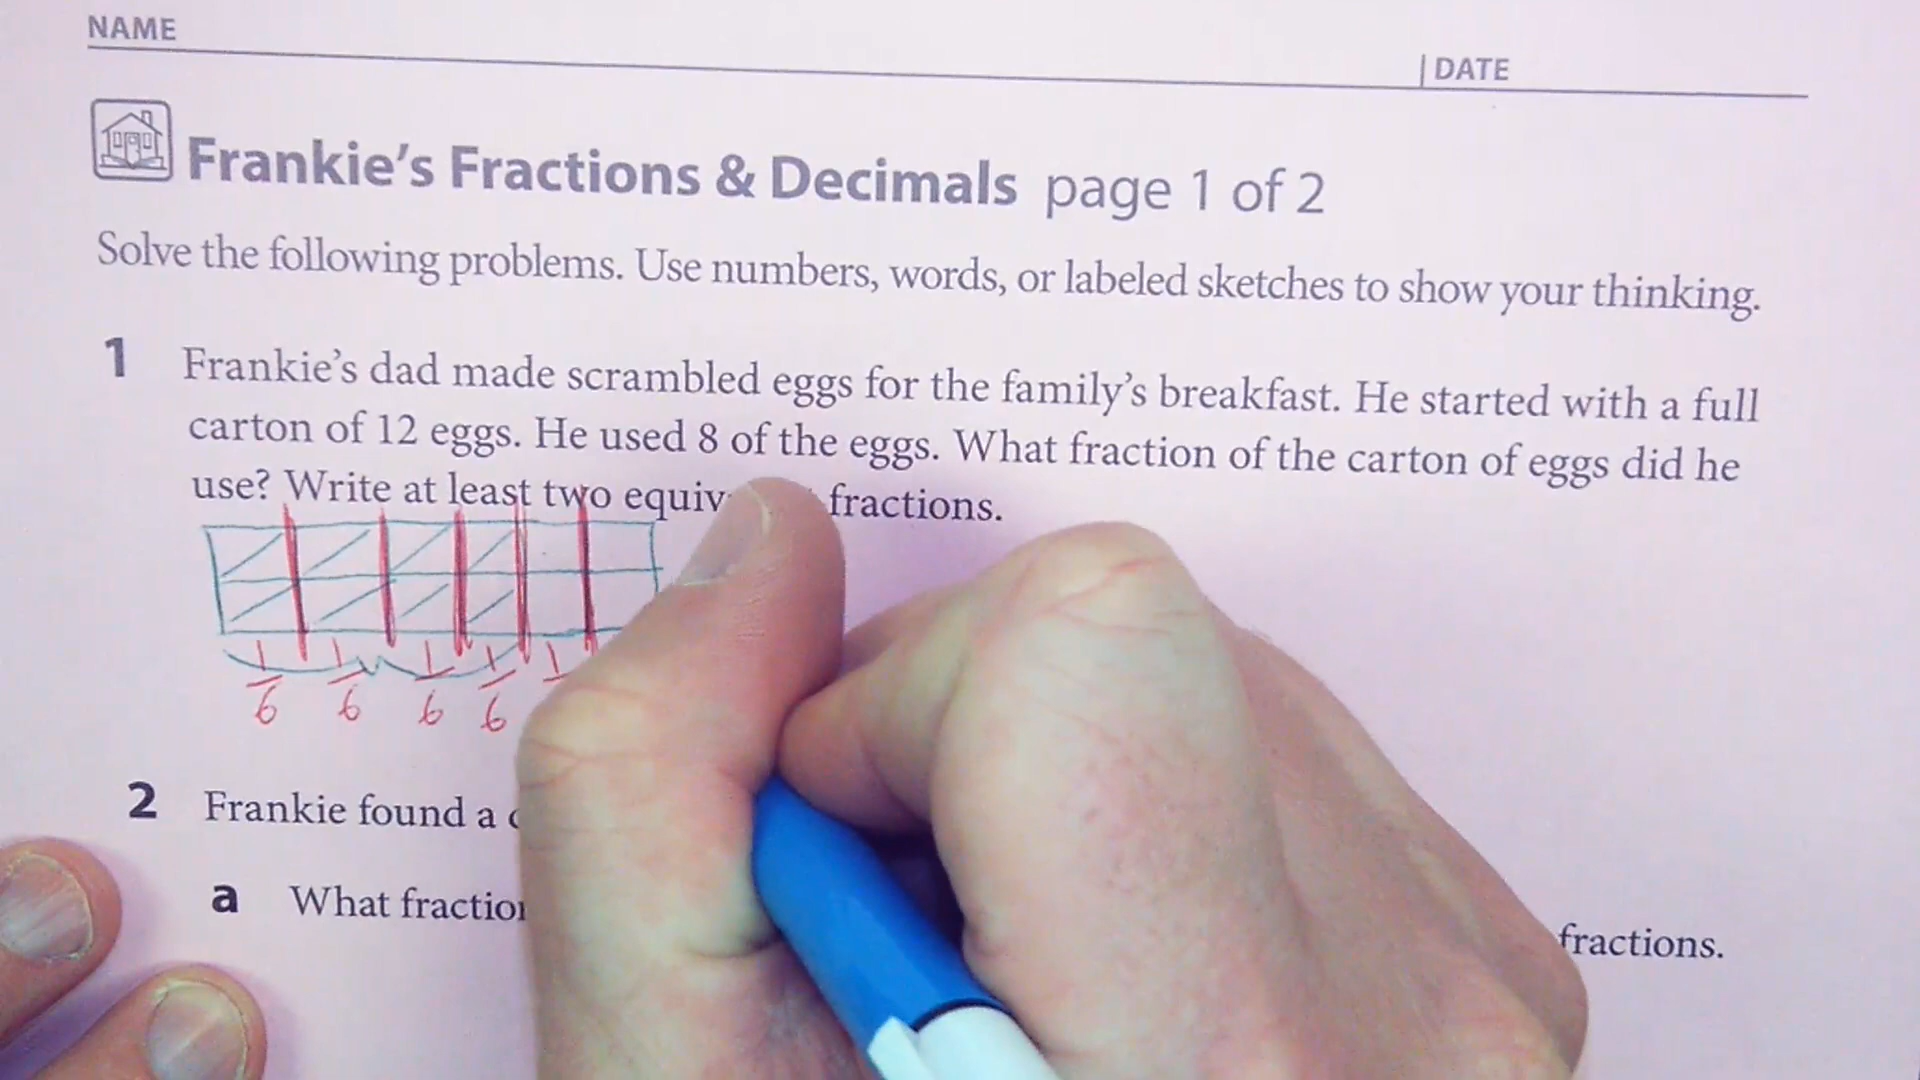 NAME
| DATE
Frankie's Fractions & Decimals page 1 of 2
Solve the following problems. Use numbers, words, or labeled sketches to show your thinking.
1 Frankie's dad made scrambled eggs for the family's breakfast. He started with a full
carton of 12 eggs. He used 8 of the eggs. What fraction of the carton of eggs did he
use? Write at least two fractions.
1/6 1/6 1/6 1/6 1
2 Frankie found a
a What fractions.